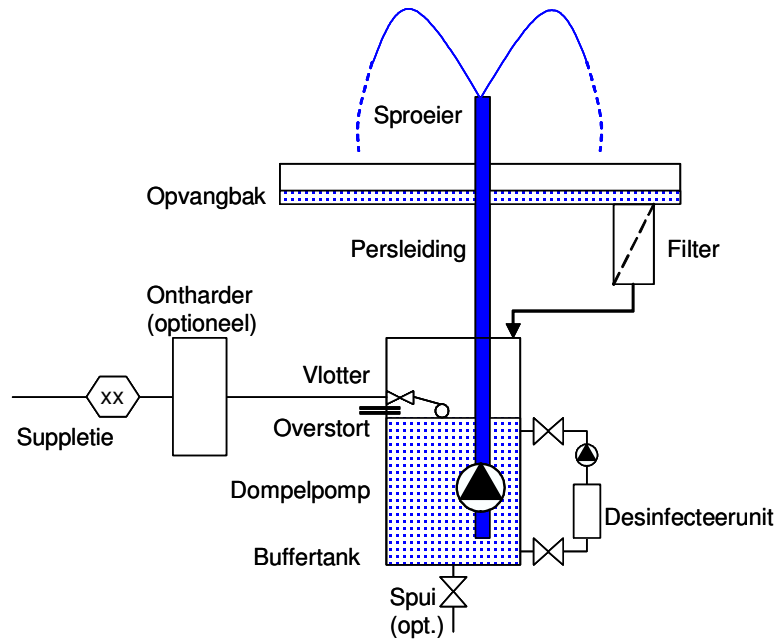 Sproeier
Opvangbak
Persleiding
Filter
Ontharder
(optioneel)
Vlotter
xx
Suppletie
Overstort
Dompelpomp
Desinfecteerunit
Buffertank
Spui
(opt.)